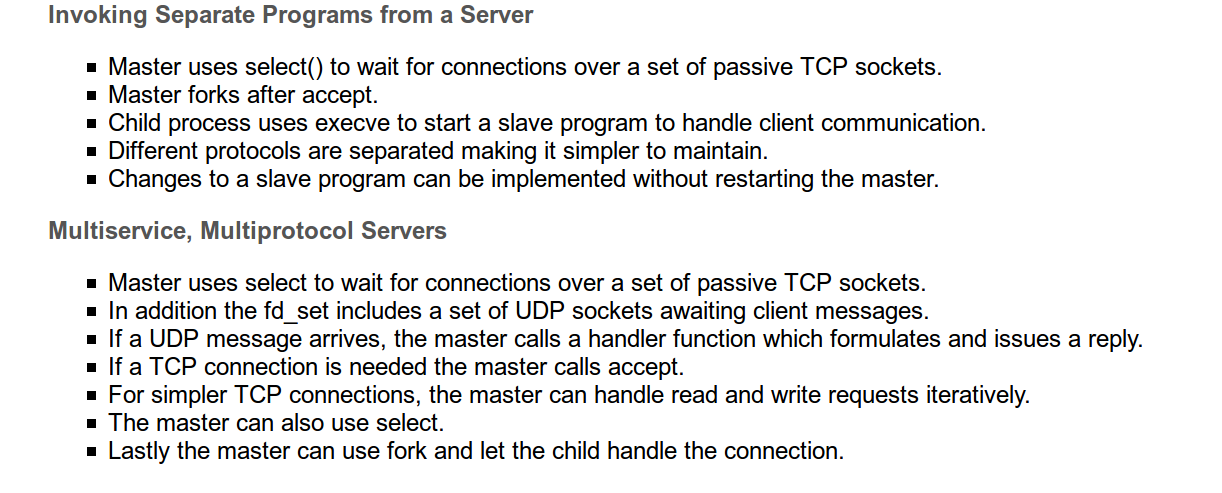 Invoking Separate Programs from a Server
▪ Master uses select() to wait for connections over a set of passive TCP sockets.
▪ Master forks after accept.
▪ Child process uses execve to start a slave program to handle client communication.
▪ Different protocols are separated making it simpler to maintain.
▪ Changes to a slave program can be implemented without restarting the master.
Multiservice, Multiprotocol Servers
▪ Master uses select to wait for connections over a set of passive TCP sockets.
▪ In addition the fd_set includes a set of UDP sockets awaiting client messages.
▪ If a UDP message arrives, the master calls a handler function which formulates and issues a reply.
▪ If a TCP connection is needed the master calls accept.
▪ For simpler TCP connections, the master can handle read and write requests iteratively.
▪ The master can also use select.
▪ Lastly the master can use fork and let the child handle the connection.